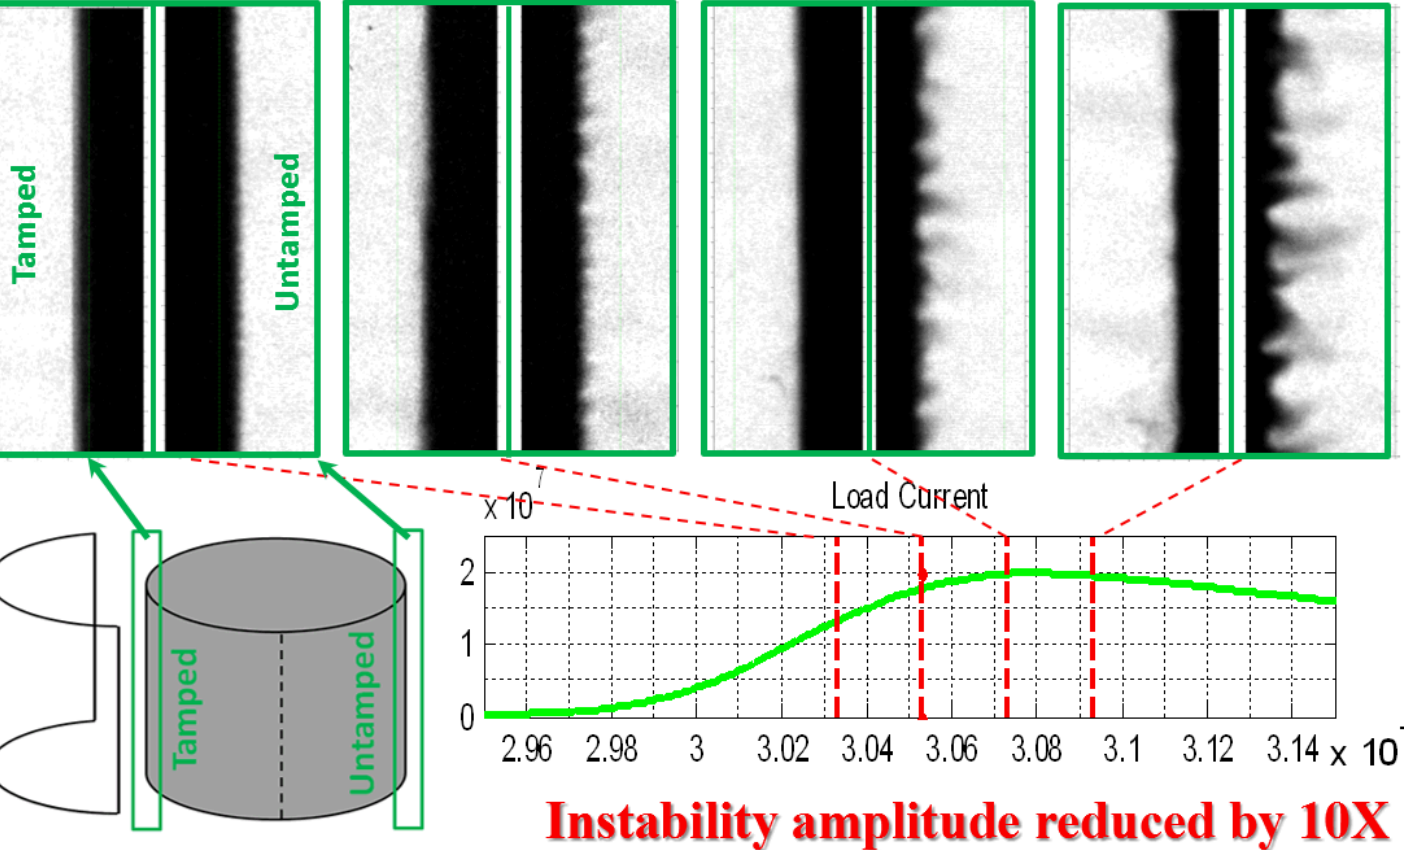 Tamped
Untamped
x 10
7
Load Current
2
1
0
2.96 2.98 3 3.02 3.04 3.06 3.08 3.1 3.12 3.14 x 10
Tamped
Untamped
Instability amplitude reduced by 10X